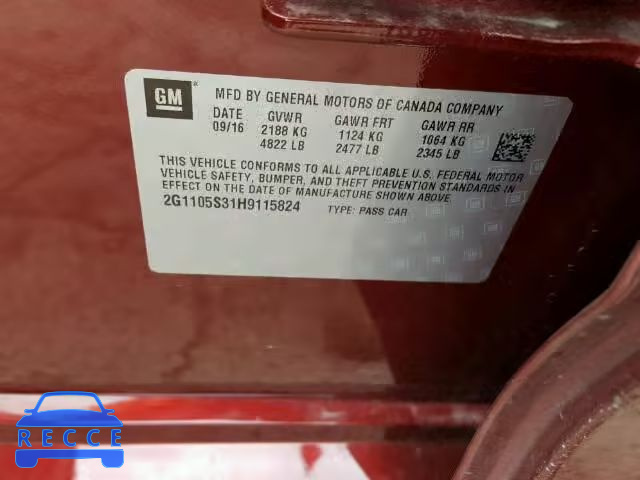 GM
MFD BY GENERAL MOTORS OF CANADA COMPANY
DATE GVWR GAWR FRT GAWR RR
09/16 2188 KG 1124 KG 1064 KG
4822 LB 2477 LB 2345 LB
THIS VEHICLE CONFORMS TO ALL APPLICABLE U.S. FEDERAL MOTOR
VEHICLE SAFETY, BUMPER, AND THEFT PREVENTION STANDARDS IN
EFFECT ON THE DATE OF MANUFACTURE SHOWN ABOVE.
2G1105S31H9115824 TYPE: PASS CAR
RECCE